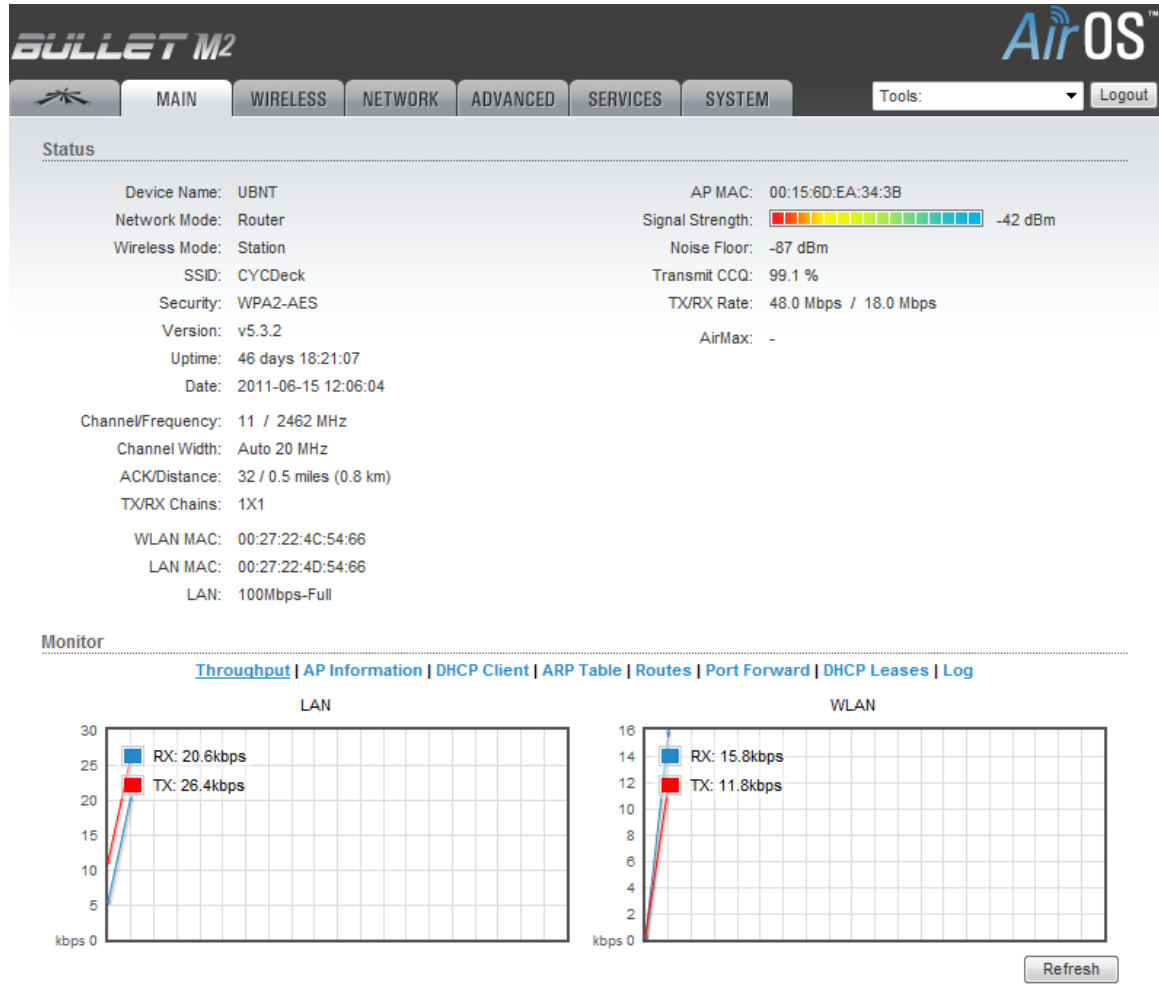 BULLET M2
AirOS™
MAIN
WIRELESS
NETWORK
ADVANCED
SERVICES
SYSTEM
Tools:
Logout
Status
Device Name: UBNT
Network Mode: Router
Wireless Mode: Station
SSID: CYCDeck
Security: WPA2-AES
Version: v5.3.2
Uptime: 46 days 18:21:07
Date: 2011-06-15 12:06:04
Channel/Frequency: 11 / 2462 MHz
Channel Width: Auto 20 MHz
ACK/Distance: 32 / 0.5 miles (0.8 km)
TX/RX Chains: 1X1
WLAN MAC: 00:27:22:4C:54:66
LAN MAC: 00:27:22:4D:54:66
LAN: 100Mbps-Full
AP MAC: 00:15:6D:EA:34:3B
Signal Strength: -42 dBm
Noise Floor: -87 dBm
Transmit CCQ: 99.1 %
TX/RX Rate: 48.0 Mbps / 18.0 Mbps
AirMax: -
Monitor
Throughput | AP Information | DHCP Client | ARP Table | Routes | Port Forward | DHCP Leases | Log
LAN
30
25
20
15
10
5
kbps 0
RX: 20.6kbps
TX: 26.4kbps
WLAN
16
14
12
10
8
6
4
2
kbps 0
RX: 15.8kbps
TX: 11.8kbps
Refresh